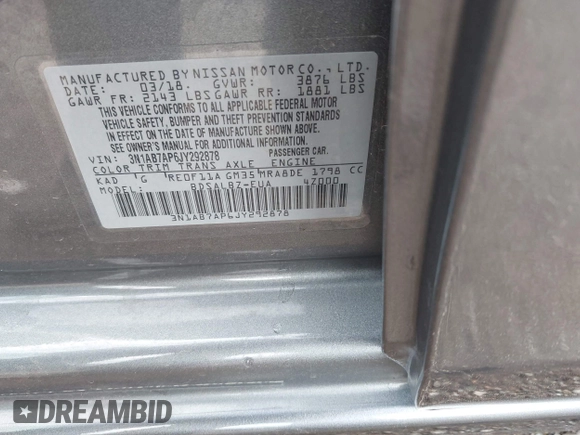 MANUFACTURED BY NISSAN MOTOR CO., LTD.
DATE: 03/18. GVWR: 3876 LBS
GAWR FR: 2143 LBS GAWR RR: 1881 LBS
THIS VEHICLE CONFORMS TO ALL APPLICABLE FEDERAL MOTOR
VEHICLE SAFETY, BUMPER, AND THEFT PREVENTION STANDARDS
IN EFFECT ON THE DATE OF MANUFACTURE SHOWN ABOVE.
SEE OWNER'S MANUAL FOR ADDITIONAL INFORMATION.
VIN: 3N1AB7AP6JY292878 PASSENGER CAR.
COLOR TRIM TRANS AXLE ENGINE
KAD G RE0F11A GM35 MRA8DE 1798 CC
BDSALBZ-EUA 4Z000
3N1AB7AP6JY292878
DREAMBID